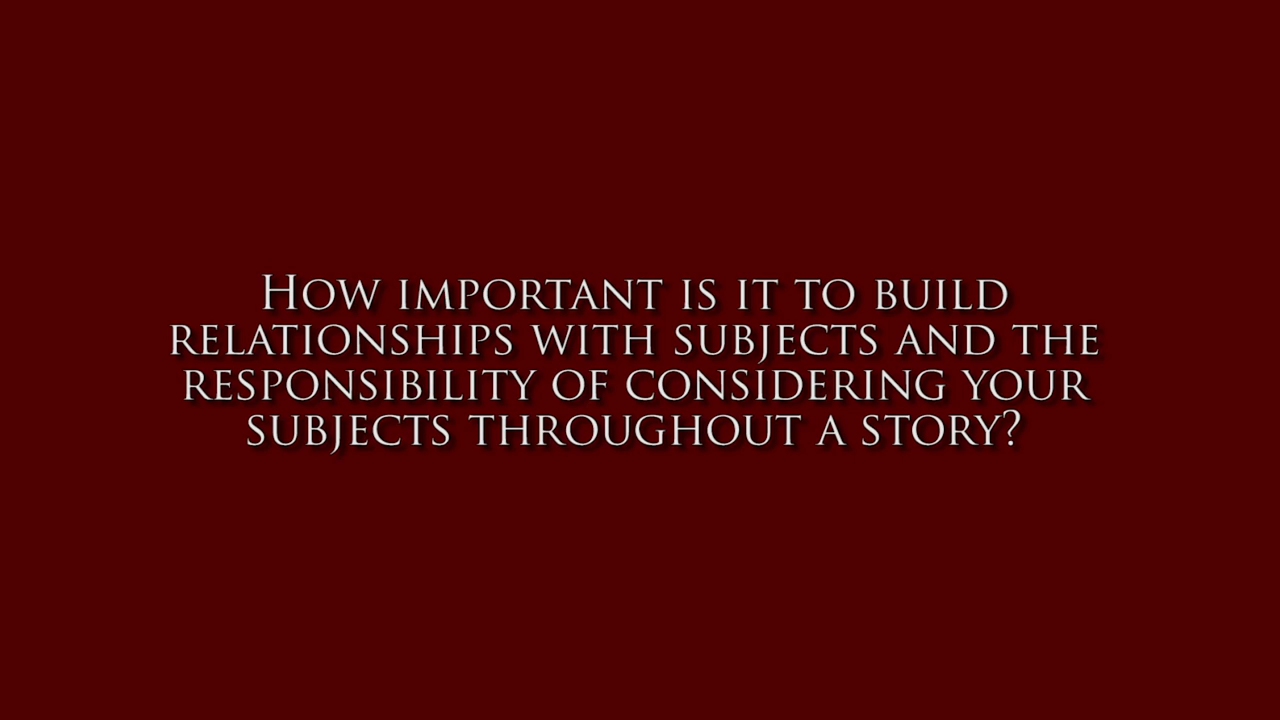 How important is it to build
relationships with subjects and the
responsibility of considering your
subjects throughout a story?